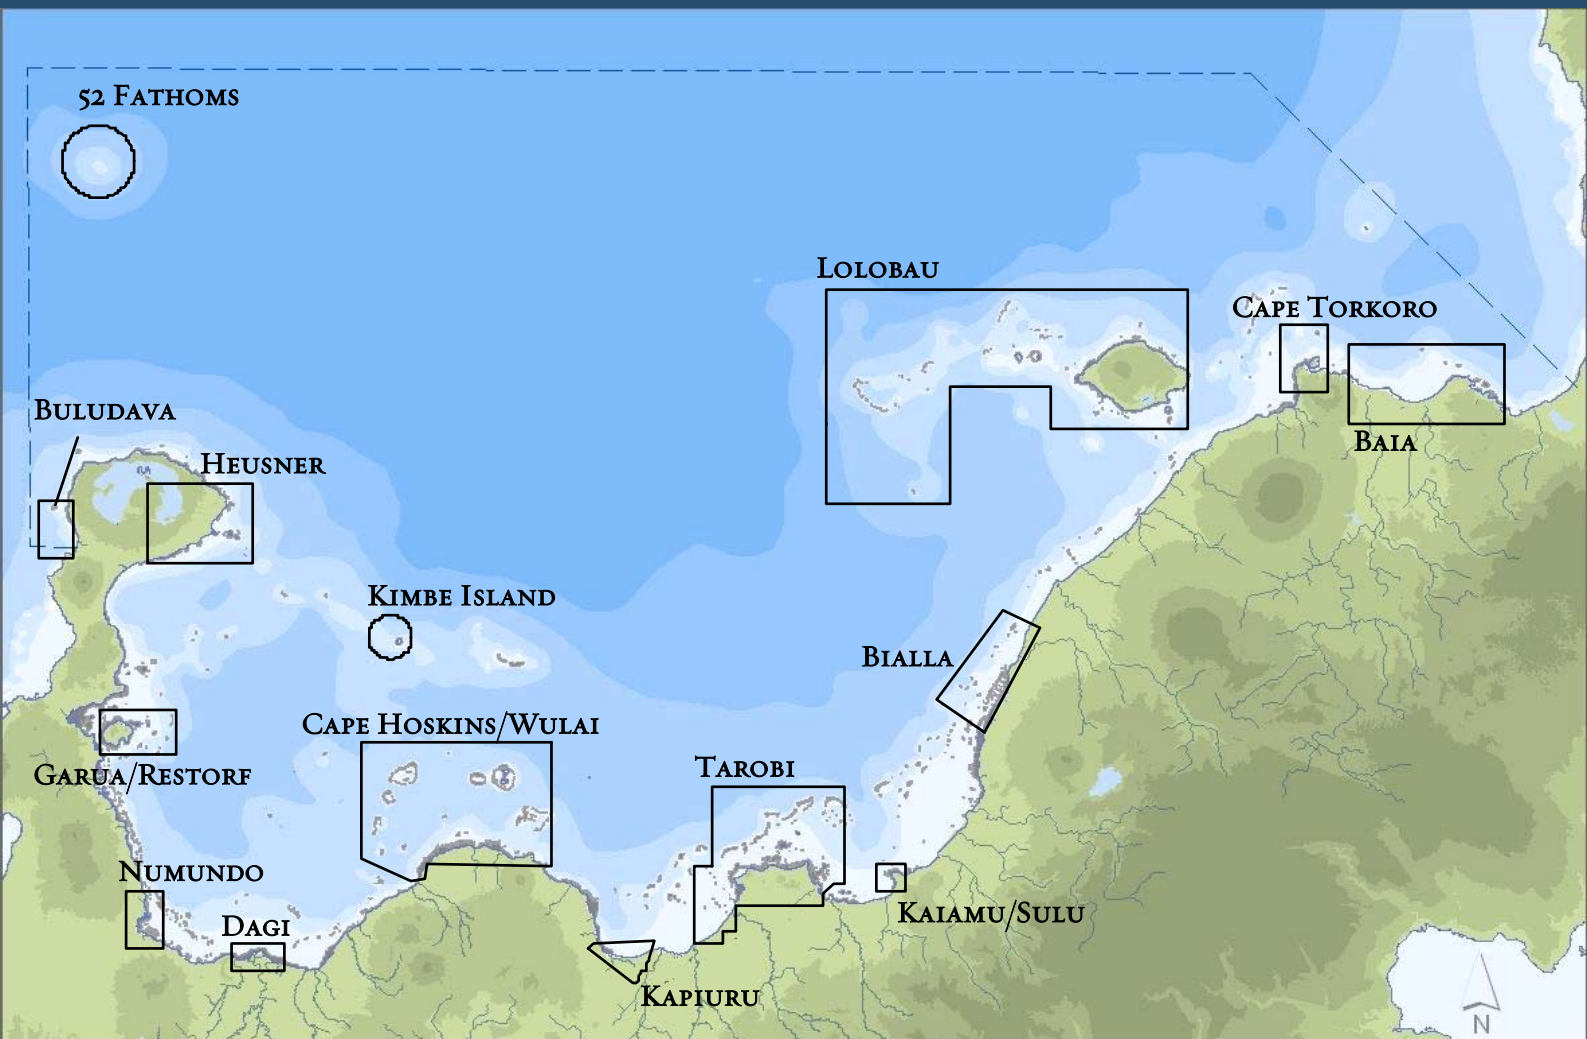 52 Fathoms
Lolobau
Cape Torkoro
Buludava
Baia
Heusner
Kimbe Island
Bialla
Cape Hoskins/Wulai
Tarobi
Garua/Restorf
Numundo
Kaiamu/Sulu
Dagi
Kapiuru
N